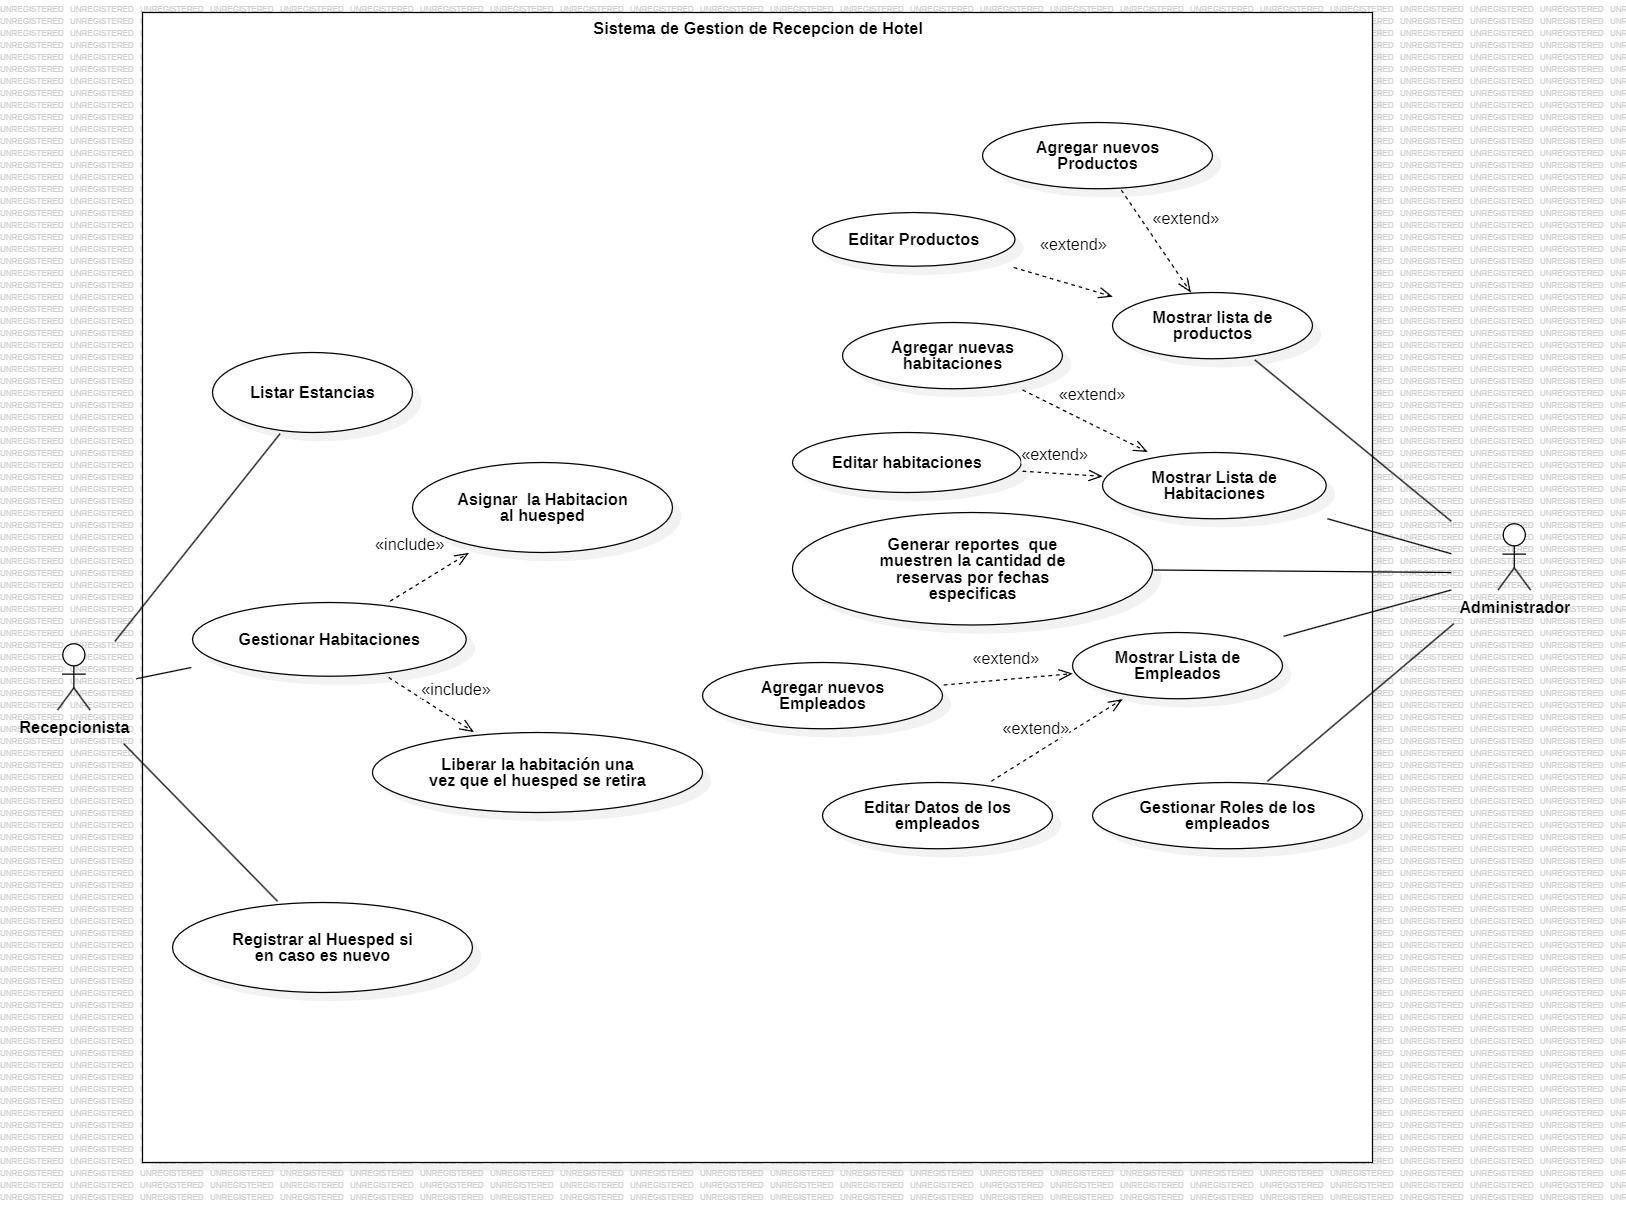 Sistema de Gestion de Recepcion de Hotel
Agregar nuevos
Productos
«extend»
Editar Productos
«extend»
Mostrar lista de
productos
Agregar nuevas
habitaciones
«extend»
Listar Estancias
Editar habitaciones
«extend»
Mostrar Lista de
Habitaciones
Asignar  la Habitacion
al huesped
«include»
Generar reportes  que
muestren la cantidad de
reservas por fechas
especificas
Administrador
Gestionar Habitaciones
«include»
Recepcionista
«extend»
Mostrar Lista de
Empleados
Agregar nuevos
Empleados
«extend»
Liberar la habitación una
vez que el huesped se retira
Editar Datos de los
empleados
Gestionar Roles de los
empleados
Registrar al Huesped si
en caso es nuevo
UNREGISTERED